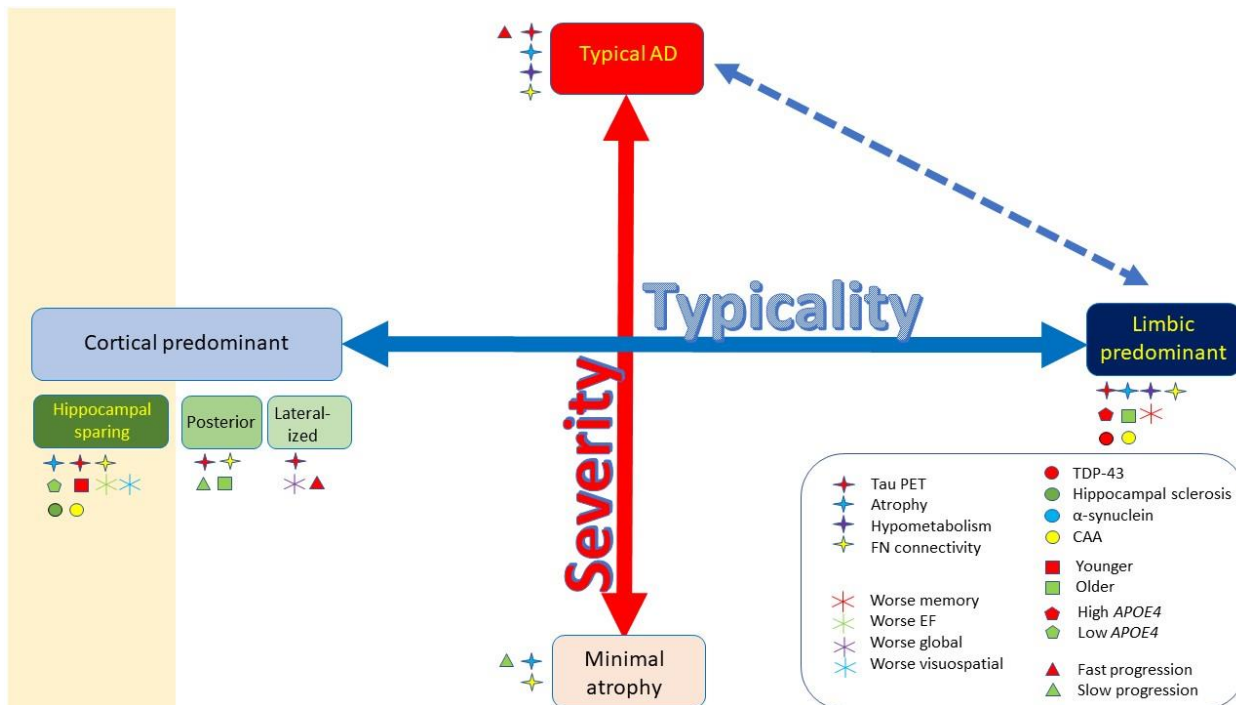 Typical AD
Typicality
Cortical predominant
Limbic
predominant
Hippocampal
sparing
Posterior
Lateral-
ized
Severity
Minimal
atrophy
Tau PET
Atrophy
Hypometabolism
FN connectivity
Worse memory
Worse EF
Worse global
Worse visuospatial
TDP-43
Hippocampal sclerosis
α-synuclein
CAA
Younger
Older
High APOE4
Low APOE4
Fast progression
Slow progression